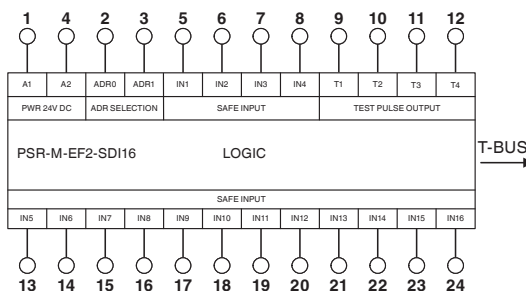 1 4 2 3 5 6 7 8 9 10 11 12
A1 A2 ADR0 ADR1 IN1 IN2 IN3 IN4 T1 T2 T3 T4
PWR 24V DC ADR SELECTION SAFE INPUT TEST PULSE OUTPUT
PSR-M-EF2-SDI16 LOGIC T-BUS
SAFE INPUT
IN5 IN6 IN7 IN8 IN9 IN10 IN11 IN12 IN13 IN14 IN15 IN16
13 14 15 16 17 18 19 20 21 22 23 24